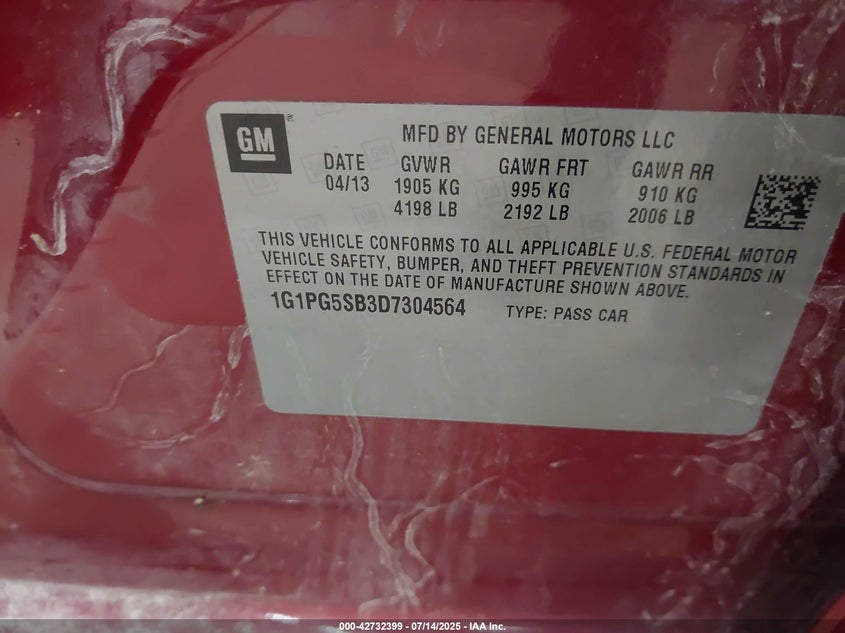 GM ®
MFD BY GENERAL MOTORS LLC
DATE GVWR GAWR FRT GAWR RR
04/13 1905 KG 995 KG 910 KG
4198 LB 2192 LB 2006 LB
THIS VEHICLE CONFORMS TO ALL APPLICABLE U.S. FEDERAL MOTOR
VEHICLE SAFETY, BUMPER, AND THEFT PREVENTION STANDARDS IN
EFFECT ON THE DATE OF MANUFACTURE SHOWN ABOVE.
1G1PG5SB3D7304564 TYPE: PASS CAR
000-42732399 - 07/14/2025 - IAA Inc.